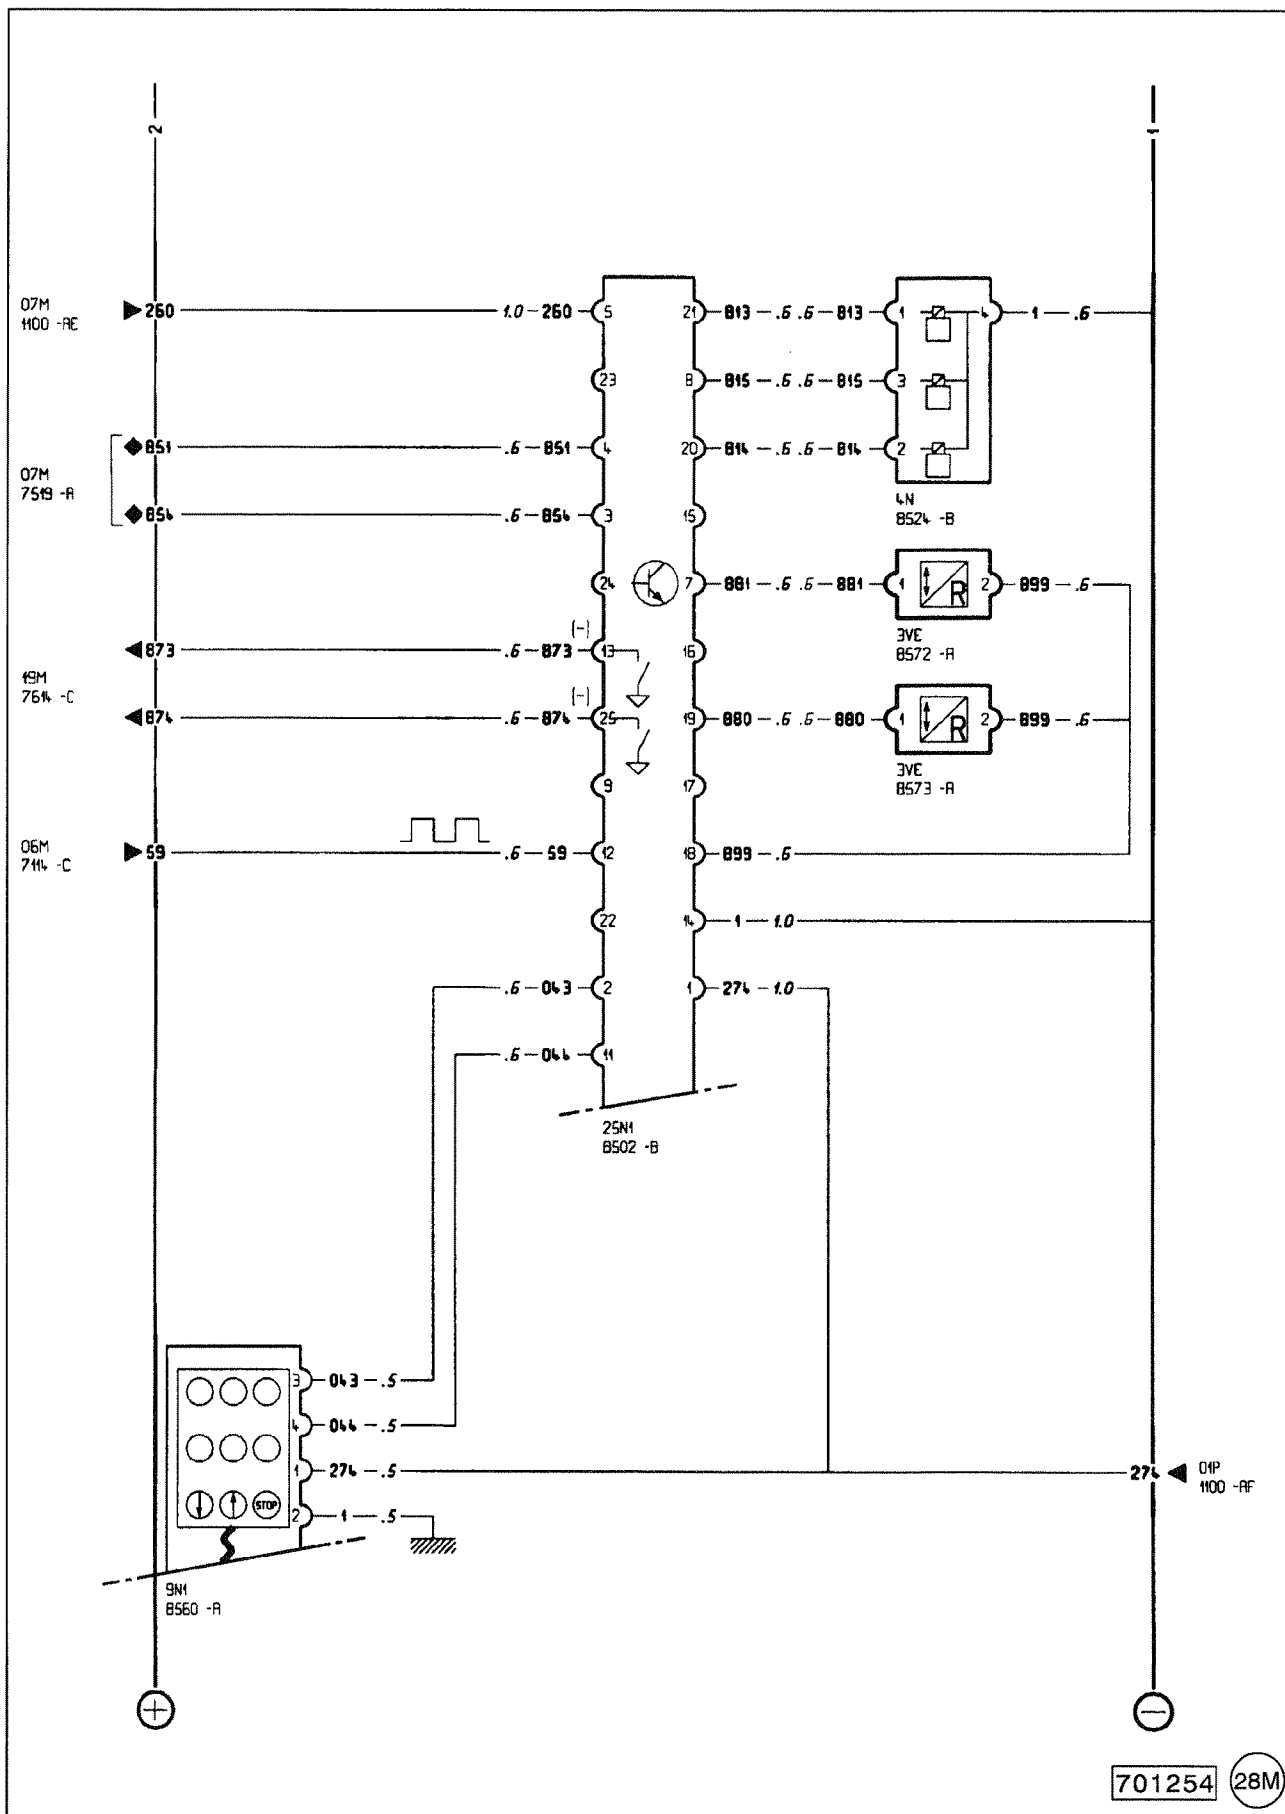 2
1
07M
1100 -AE
260
1.0 - 260
5
21
813 - .6 .6 - 813
1
4
1 - .6
23
8
815 - .6 .6 - 815
3
851
.6 - 851
4
20
814 - .6 .6 - 814
2
07M
7519 -A
4N
8524 -B
854
.6 - 854
3
15
24
7
881 - .6 .6 - 881
1
R
2
899 - .6
(-)
873
.6 - 873
13
16
3VE
8572 -A
19M
7614 -C
(-)
874
.6 - 874
25
19
880 - .6 .6 - 880
1
R
2
899 - .6
9
17
3VE
8573 -A
06M
7114 -C
59
.6 - 59
12
18
899 - .6
22
14
1 - 1.0
.6 - 043
2
1
274 - 1.0
.6 - 044
11
25N1
8502 -B
3
043 - .5
4
044 - .5
1
274 - .5
274
01P
1100 -AF
STOP
2
1 - .5
9N1
8560 -A
+
−
701254
28M